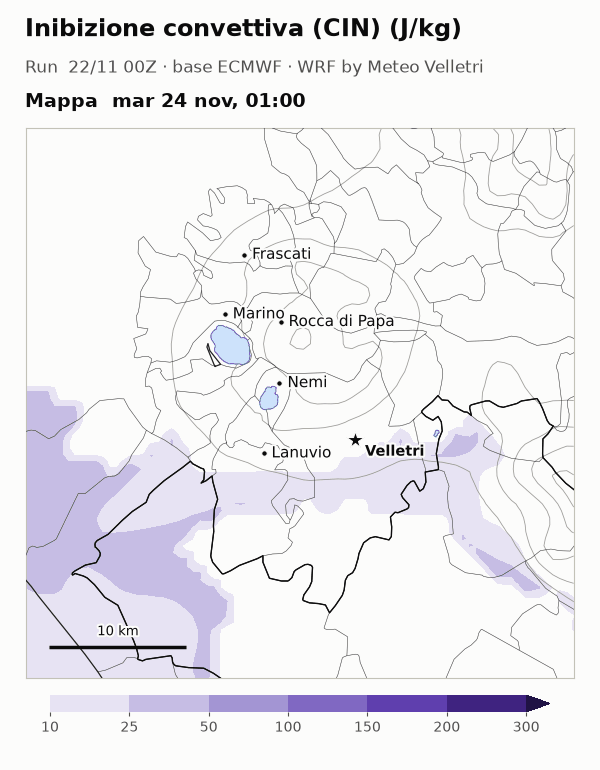 Inibizione convettiva (CIN) (J/kg)
Run 22/11 00Z · base ECMWF · WRF by Meteo Velletri
Mappa mar 24 nov, 01:00
Frascati
Marino
Rocca di Papa
Nemi
Velletri
Lanuvio
10 km
10 25 50 100 150 200 300